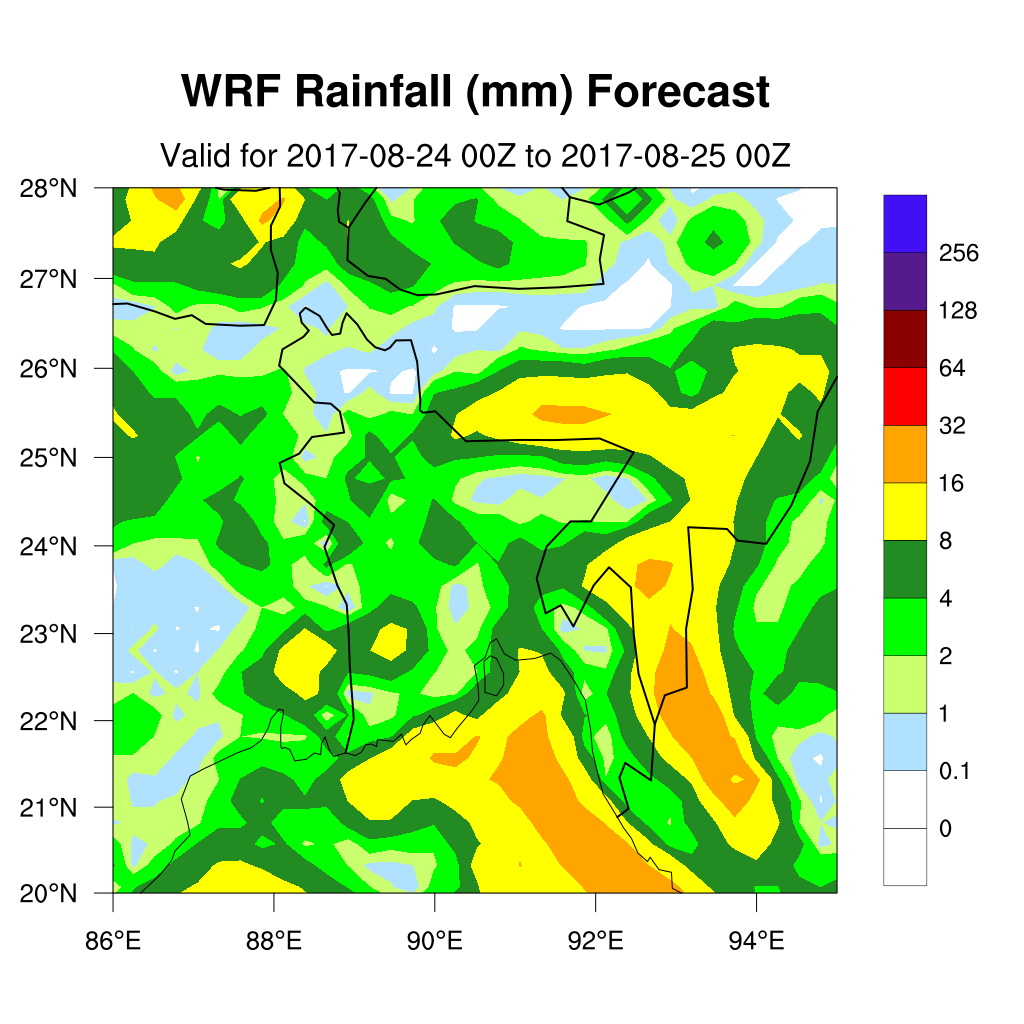 WRF Rainfall (mm) Forecast
Valid for 2017-08-24 00Z to 2017-08-25 00Z
28°N
27°N
26°N
25°N
24°N
23°N
22°N
21°N
20°N
86°E
88°E
90°E
92°E
94°E
256
128
64
32
16
8
4
2
1
0.1
0